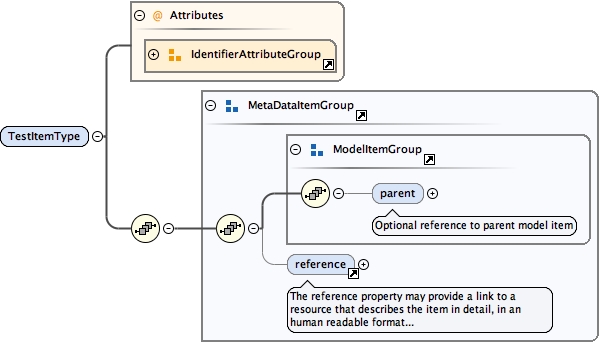 @ Attributes
IdentifierAttributeGroup
MetaDataItemGroup
TestItemType
ModelItemGroup
parent
Optional reference to parent model item
reference
The reference property may provide a link to a
resource that describes the item in detail, in an
human readable format...